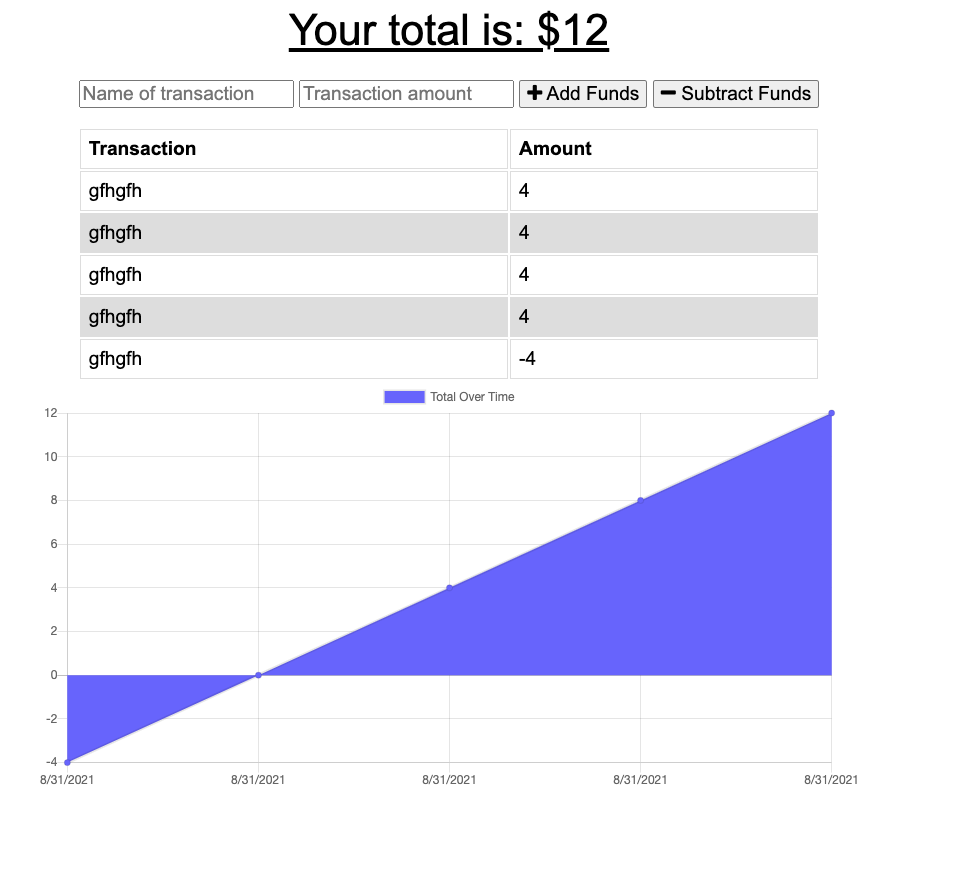 Your total is: $12
Name of transaction Transaction amount + Add Funds − Subtract Funds
Transaction Amount
gfhgfh 4
gfhgfh 4
gfhgfh 4
gfhgfh 4
gfhgfh -4
Total Over Time
12
10
8
6
4
2
0
-2
-4
8/31/2021 8/31/2021 8/31/2021 8/31/2021 8/31/2021